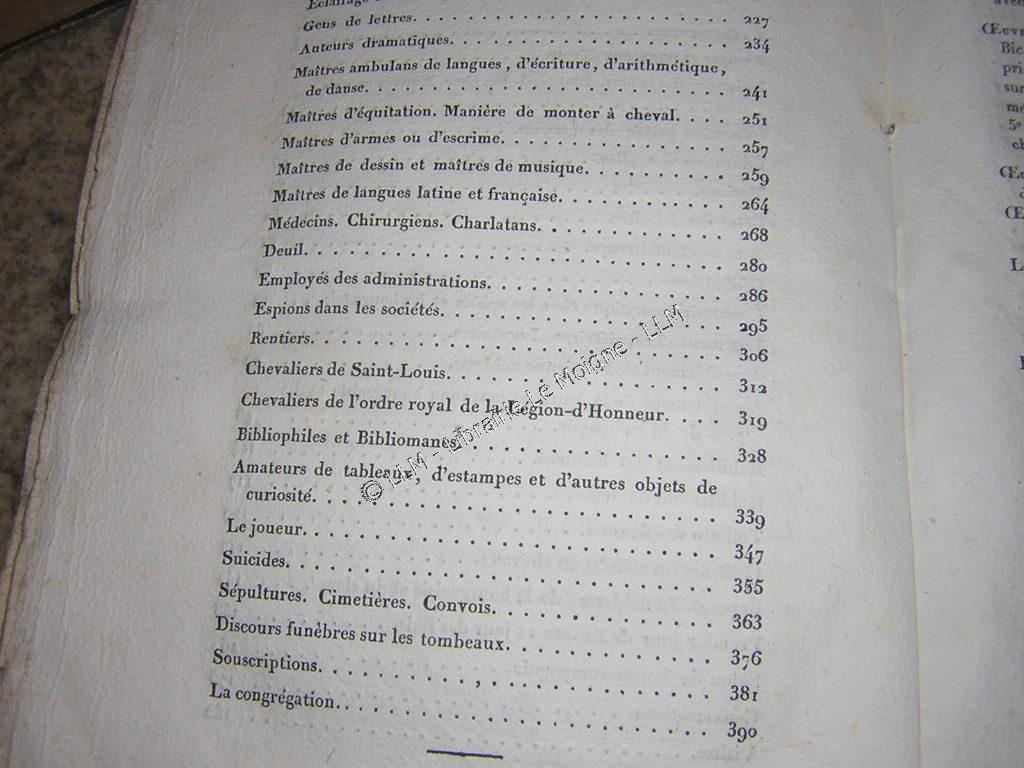 Éclairage
Gens de lettres. 227
Auteurs dramatiques. 234
Maîtres ambulans de langues, d'écriture, d'arithmétique,
de danse. 241
Maîtres d'équitation. Manière de monter à cheval. 251
Maîtres d'armes ou d'escrime. 257
Maîtres de dessin et maîtres de musique. 259
Maîtres de langues latine et française. 264
Médecins. Chirurgiens. Charlatans. 268
Deuil. 280
Employés des administrations. 286
Espions dans les sociétés. 295
Rentiers. 306
Chevaliers de Saint-Louis. 312
Chevaliers de l'ordre royal de la Légion-d'Honneur. 319
Bibliophiles et Bibliomanes. 328
Amateurs de tableaux, d'estampes et d'autres objets de
curiosité. 339
Le joueur. 347
Suicides. 355
Sépultures. Cimetières. Convois. 363
Discours funèbres sur les tombeaux. 376
Souscriptions. 381
La congrégation. 390
© LLM - Librairie Le Moigne - LLM
Bie
pri
sur
5º